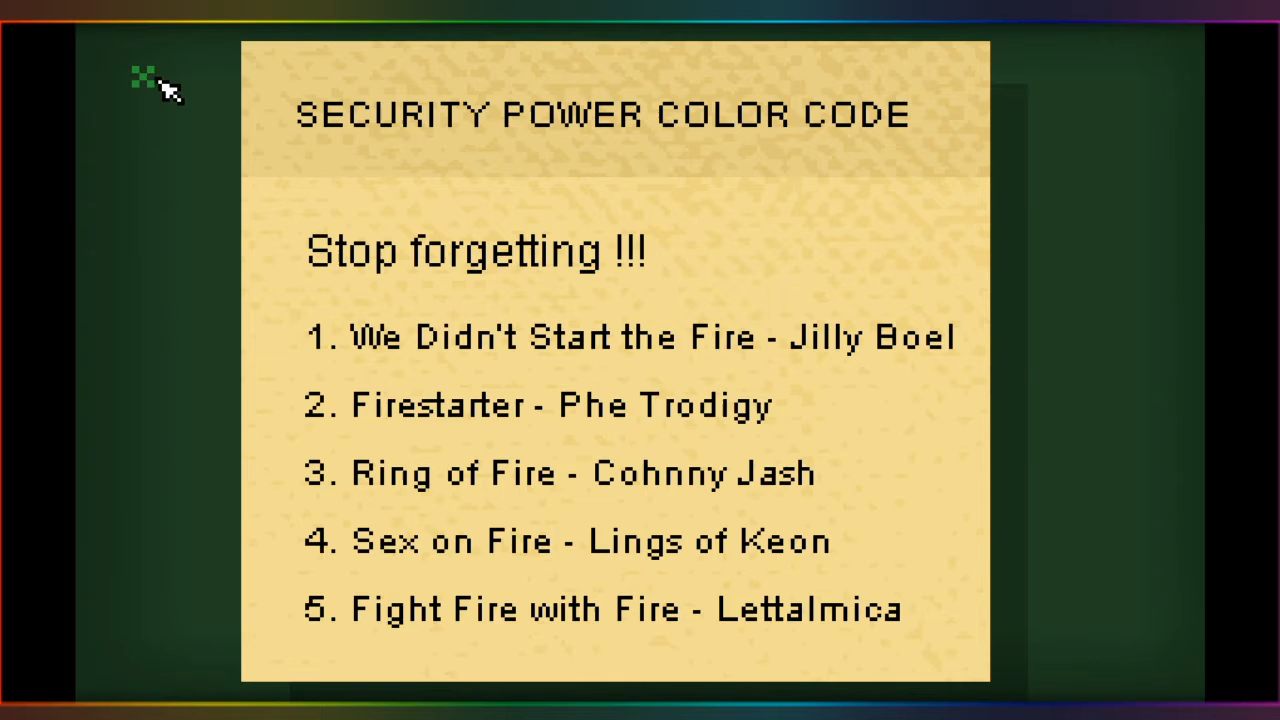 SECURITY POWER COLOR CODE
Stop forgetting !!!
1. We Didn't Start the Fire - Jilly Boel
2. Firestarter - Phe Trodigy
3. Ring of Fire - Cohnny Jash
4. Sex on Fire - Lings of Keon
5. Fight Fire with Fire - Lettalmica